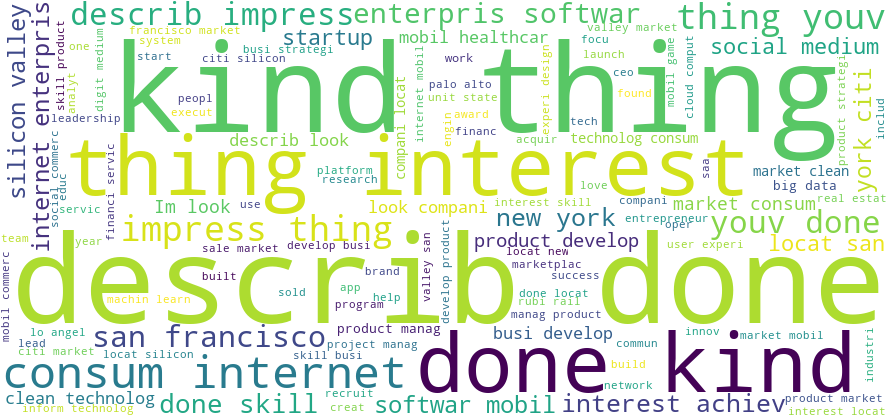 describ impress
enterpris softwar
thing youv
silicon valley
internet enterpris
skill product
one
analyt
digit medium
francisco market
system
startup
busi strategi
citi silicon
start
peopl
execut
leadership
mobil healthcar
work
palo alto
unit state
valley market
focu
launch
ceo
found
tech
experi design
social medium
mobil game
cloud comput
product strategi
york citi
includ
kind thing
engin
award
financ
acquir
technolog consum
compani locat
internet mobil
describ look
social commerc
educ
servic
financi servic
thing interest
platform
research
saa
market clean
big data
love
compani
interest skill
entrepreneur
oper
market consum
real estat
Im look
use
look compani
new york
youv done
impress thing
team
year
sale market
develop busi
built
valley san
develop product
product develop
locat new
marketplac
success
user experi
locat san
describ done
mobil commerc
machin learn
sold
brand
app
program
help
done locat
rubi rail
manag product
lo angel
lead
citi market
san francisco
locat silicon
product manag
project manag
skill busi
busi develop
commun
innov
market mobil
industri
done kind
build
network
consum internet
clean technolog
inform technolog
done skill
recruit
creat
softwar mobil
interest achiev
product market
interest locat